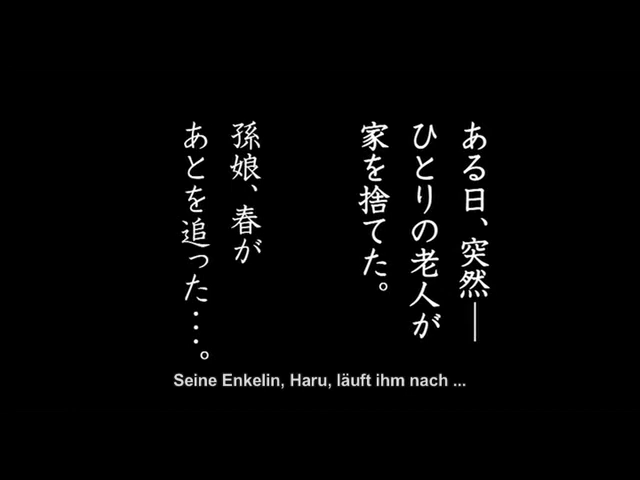 ある日、突然――
ひとりの老人が
家を捨てた。
孫娘、春が
あとを追った…。
Seine Enkelin, Haru, läuft ihm nach ...